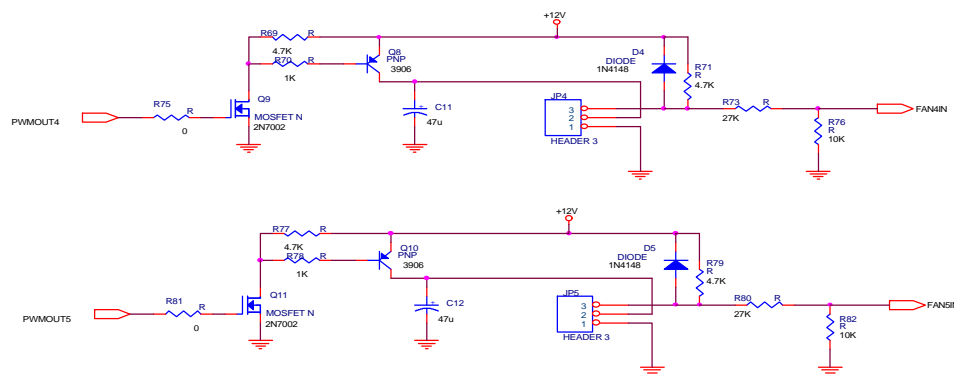 +12V
R69 R
4.7K
R70 R
1K
Q8
PNP
3906
D4
DIODE
1N4148
R71
R
4.7K
C11
47u
JP4
3
2
1
HEADER 3
R73 R
27K
FAN4IN
R76
R
10K
R75
R
0
PWMOUT4
Q9
MOSFET N
2N7002
+12V
R77 R
4.7K
R78 R
1K
Q10
PNP
3906
D5
DIODE
1N4148
R79
R
4.7K
C12
47u
JP5
3
2
1
HEADER 3
R80 R
27K
FAN5IN
R82
R
10K
R81
R
0
PWMOUT5
Q11
MOSFET N
2N7002